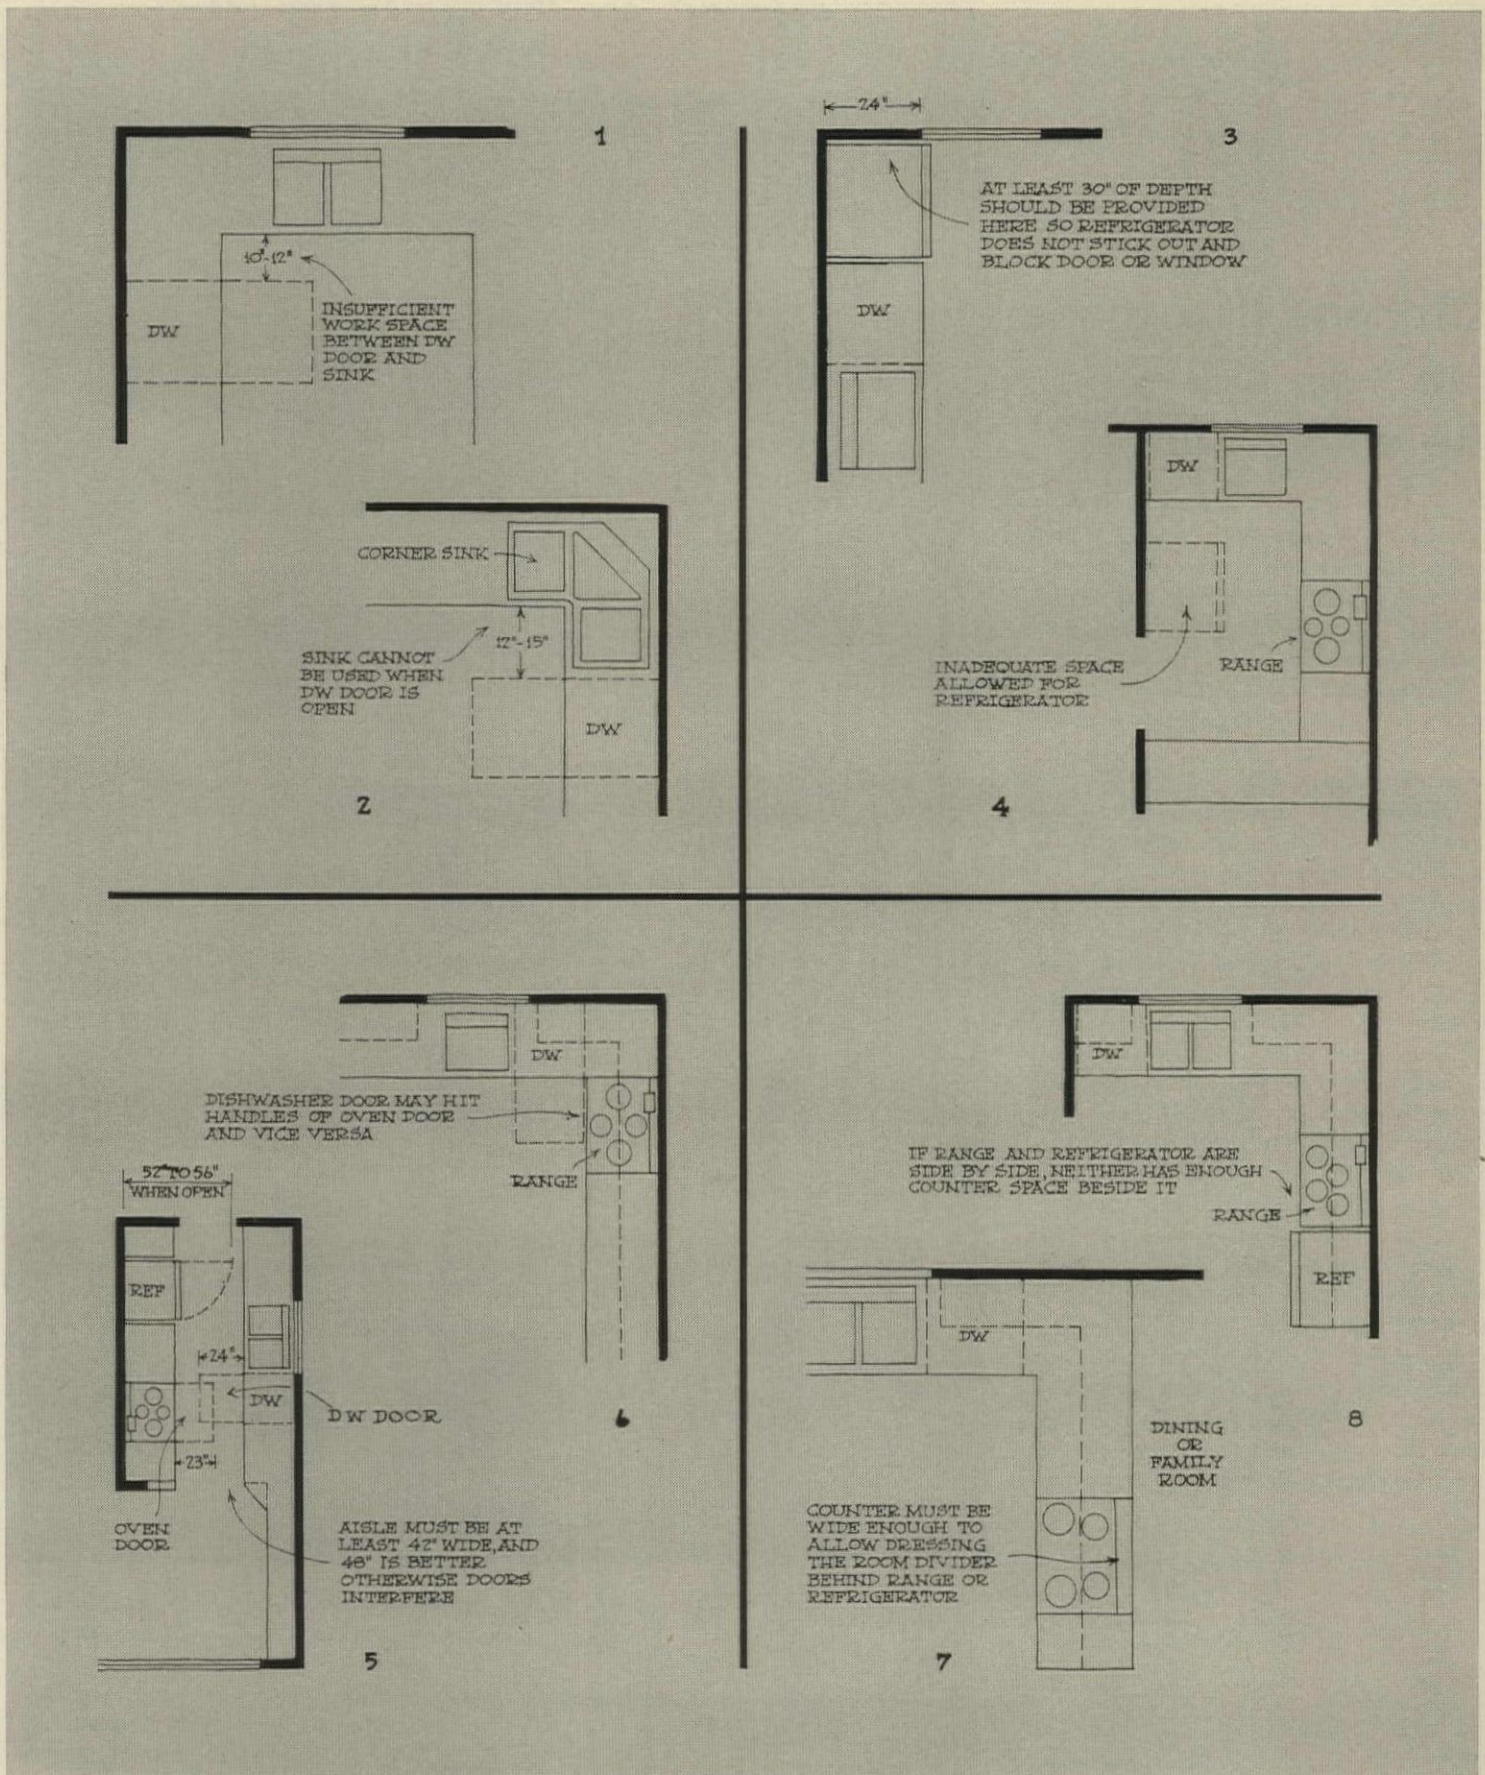 1
10"-12"
INSUFFICIENT
WORK SPACE
BETWEEN DW
DOOR AND
SINK
DW
CORNER SINK
12"-15"
SINK CANNOT
BE USED WHEN
DW DOOR IS
OPEN
DW
2
24"
3
AT LEAST 30" OF DEPTH
SHOULD BE PROVIDED
HERE SO REFRIGERATOR
DOES NOT STICK OUT AND
BLOCK DOOR OR WINDOW
DW
DW
INADEQUATE SPACE
ALLOWED FOR
REFRIGERATOR
RANGE
4
DW
DISHWASHER DOOR MAY HIT
HANDLES OF OVEN DOOR
AND VICE VERSA
RANGE
6
52" TO 56"
WHEN OPEN
REF
24"
DW
DW DOOR
23"
OVEN
DOOR
AISLE MUST BE AT
LEAST 42" WIDE, AND
48" IS BETTER
OTHERWISE DOORS
INTERFERE
5
DW
IF RANGE AND REFRIGERATOR ARE
SIDE BY SIDE, NEITHER HAS ENOUGH
COUNTER SPACE BESIDE IT
RANGE
REF
8
DW
DINING
OR
FAMILY
ROOM
COUNTER MUST BE
WIDE ENOUGH TO
ALLOW DRESSING
THE ROOM DIVIDER
BEHIND RANGE OR
REFRIGERATOR
7